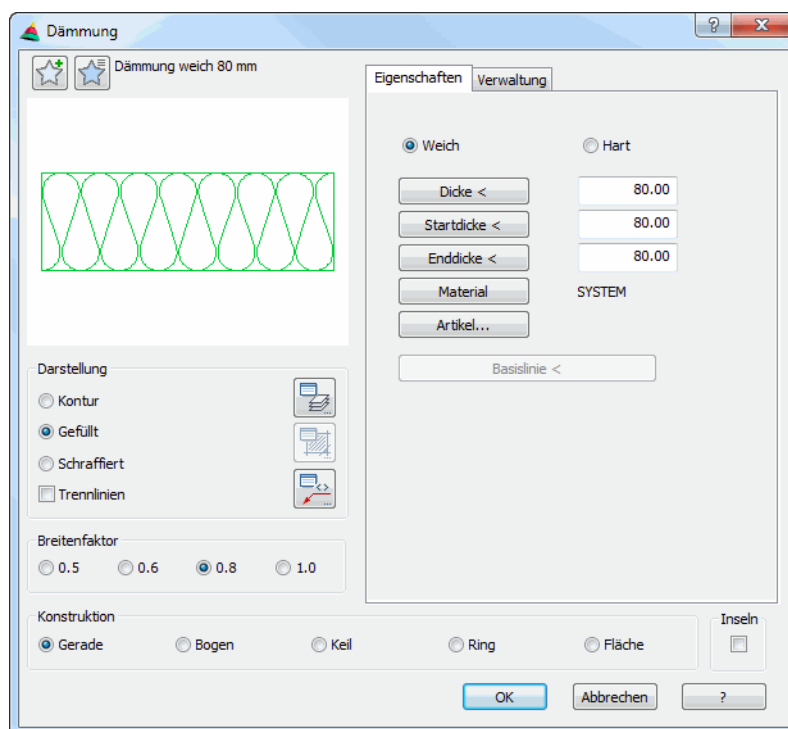 Dämmung
?
Dämmung weich 80 mm
Eigenschaften Verwaltung
Weich Hart
Dicke < 80.00
Startdicke < 80.00
Enddicke < 80.00
Material SYSTEM
Artikel...
Basislinie <
Darstellung
Kontur
Gefüllt
Schraffiert
Trennlinien
Breitenfaktor
0.5 0.6 0.8 1.0
Konstruktion Inseln
Gerade Bogen Keil Ring Fläche
OK Abbrechen ?